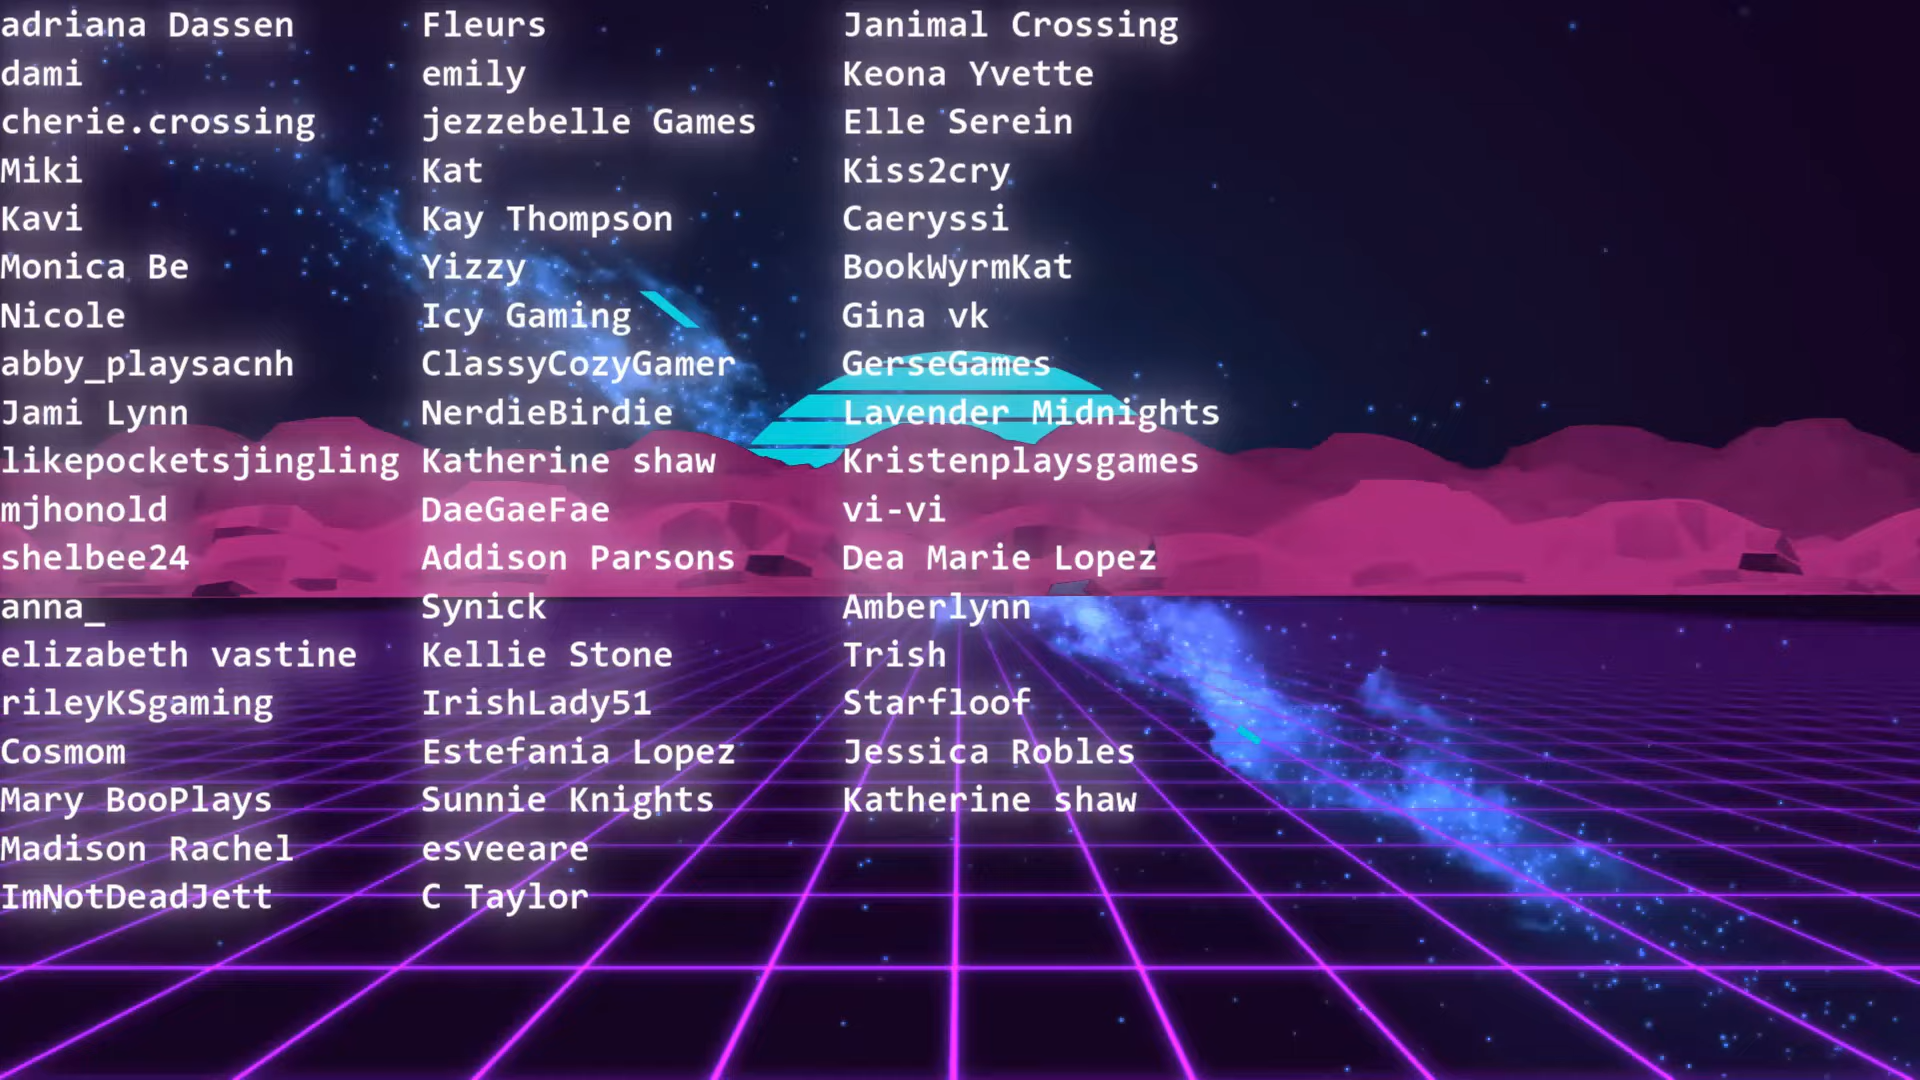 adriana Dassen
dami
cherie.crossing
Miki
Kavi
Monica Be
Nicole
abby_playsacnh
Jami Lynn
likepocketsjingling
mjhonold
shelbee24
anna_
elizabeth vastine
rileyKSgaming
Cosmom
Mary BooPlays
Madison Rachel
ImNotDeadJett
Fleurs
emily
jezzebelle Games
Kat
Kay Thompson
Yizzy
Icy Gaming
ClassyCozyGamer
NerdieBirdie
Katherine shaw
DaeGaeFae
Addison Parsons
Synick
Kellie Stone
IrishLady51
Estefania Lopez
Sunnie Knights
esveeare
C Taylor
Janimal Crossing
Keona Yvette
Elle Serein
Kiss2cry
Caeryssi
BookWyrmKat
Gina vk
GerseGames
Lavender Midnights
Kristenplaysgames
vi-vi
Dea Marie Lopez
Amberlynn
Trish
Starfloof
Jessica Robles
Katherine shaw